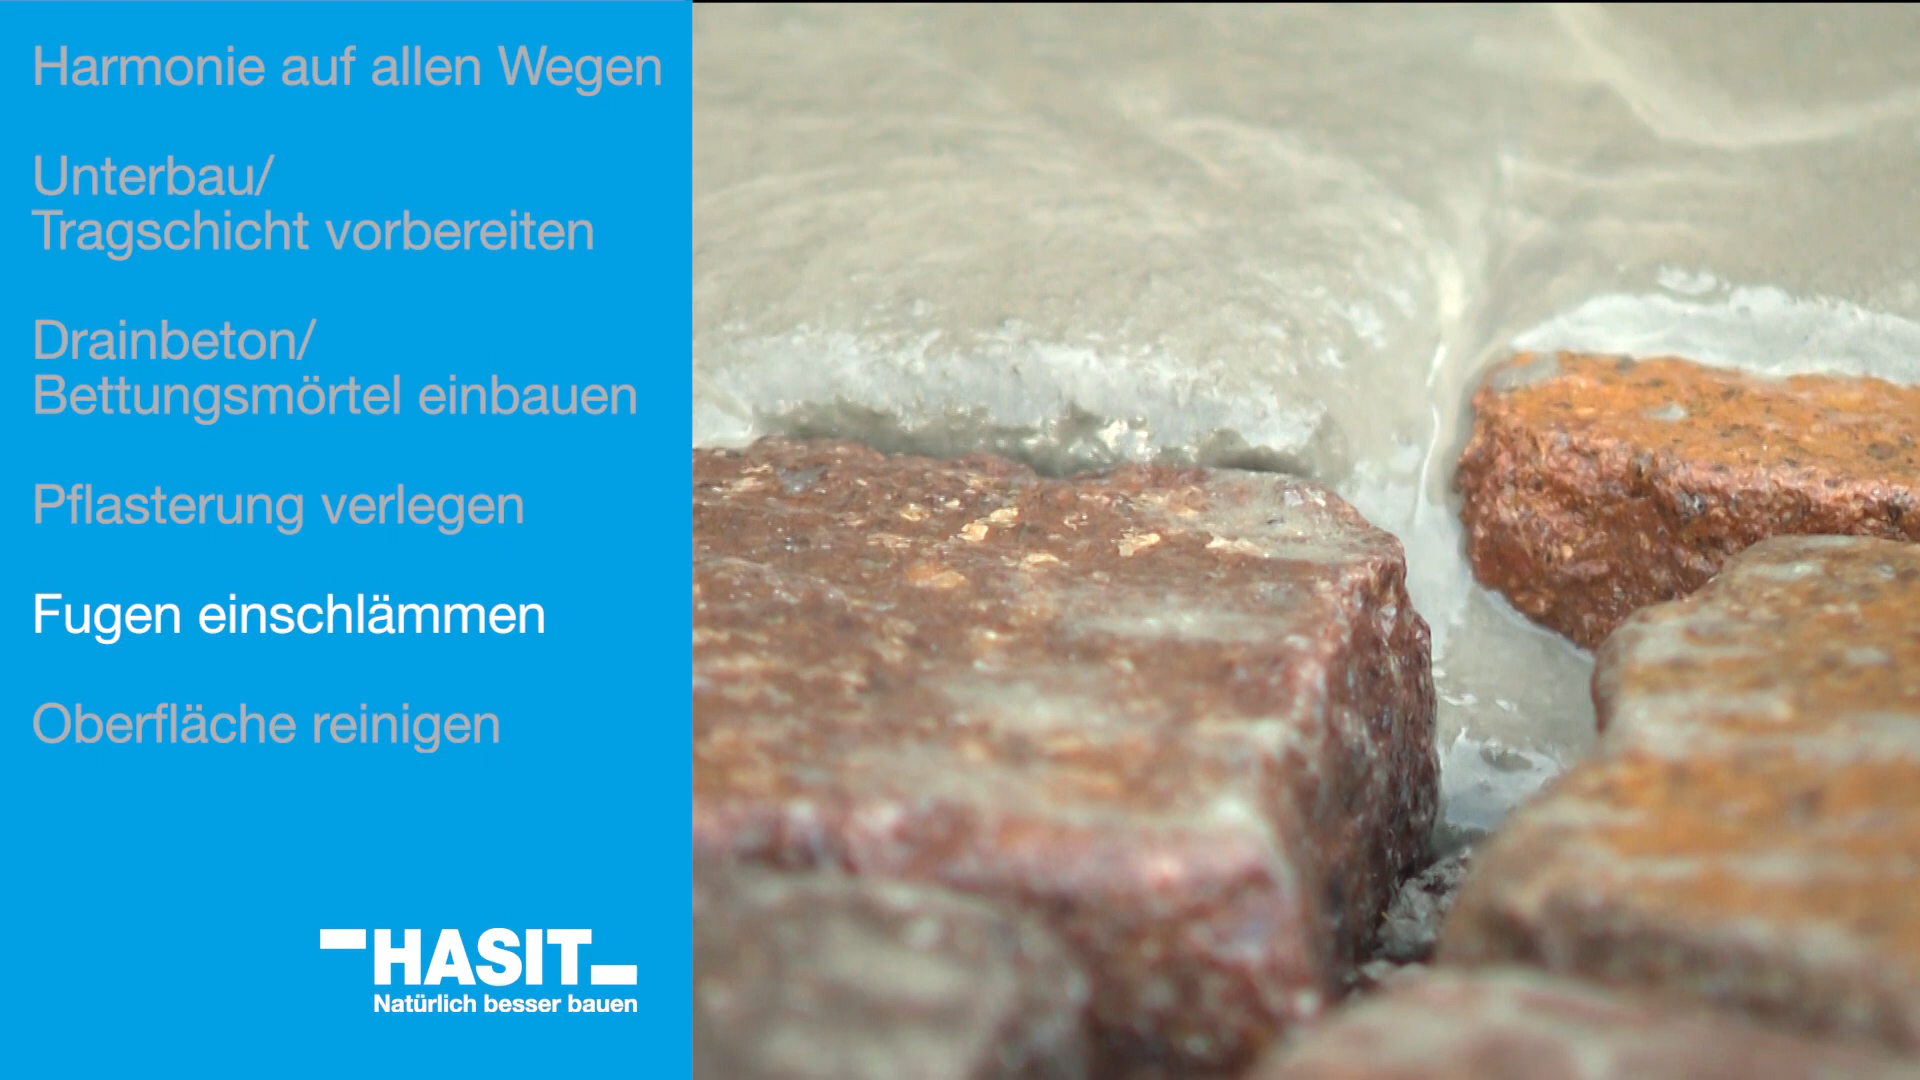 Harmonie auf allen Wegen
Unterbau/
Tragschicht vorbereiten
Drainbeton/
Bettungsmörtel einbauen
Pflasterung verlegen
Fugen einschlämmen
Oberfläche reinigen
HASIT
Natürlich besser bauen